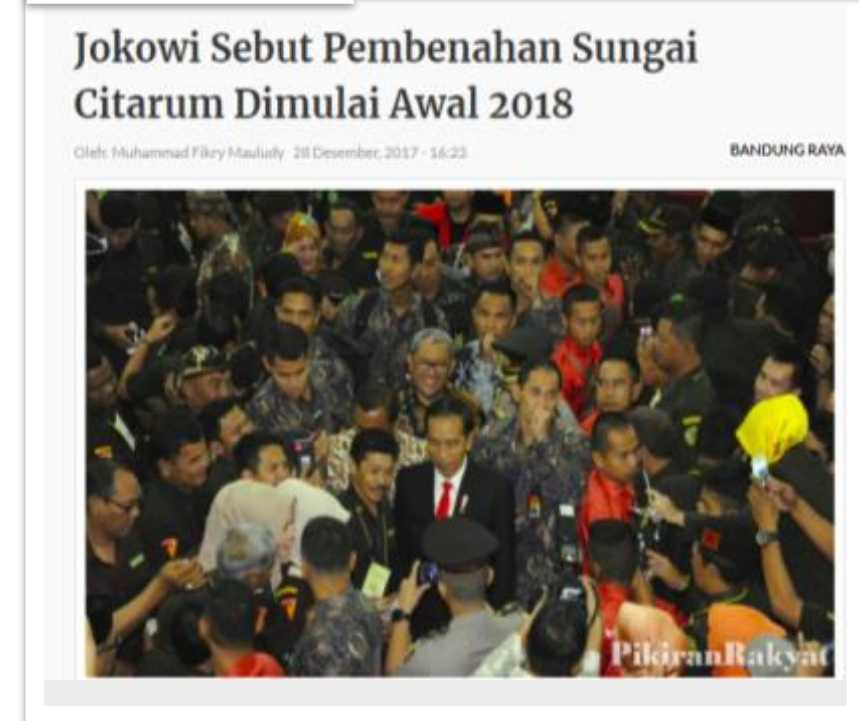 Jokowi Sebut Pembenahan Sungai
Citarum Dimulai Awal 2018
Oleh: Muhammad Fikry Mauludy 28 Desember, 2017 - 16:23
BANDUNG RAYA
PikiranRakyat